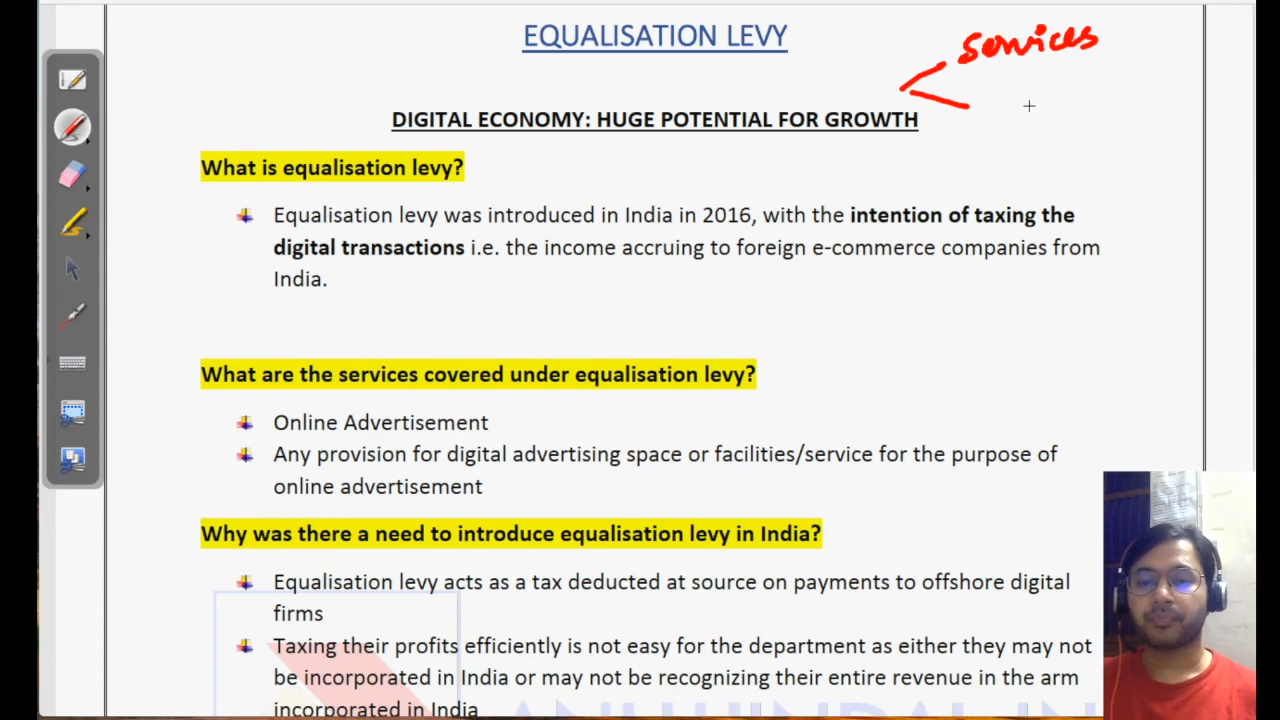 EQUALISATION LEVY
services
DIGITAL ECONOMY: HUGE POTENTIAL FOR GROWTH
What is equalisation levy?
Equalisation levy was introduced in India in 2016, with the intention of taxing the
digital transactions i.e. the income accruing to foreign e-commerce companies from
India.
What are the services covered under equalisation levy?
Online Advertisement
Any provision for digital advertising space or facilities/service for the purpose of
online advertisement
Why was there a need to introduce equalisation levy in India?
Equalisation levy acts as a tax deducted at source on payments to offshore digital
firms
Taxing their profits efficiently is not easy for the department as either they may not
be incorporated in India or may not be recognizing their entire revenue in the arm
incorporated in India